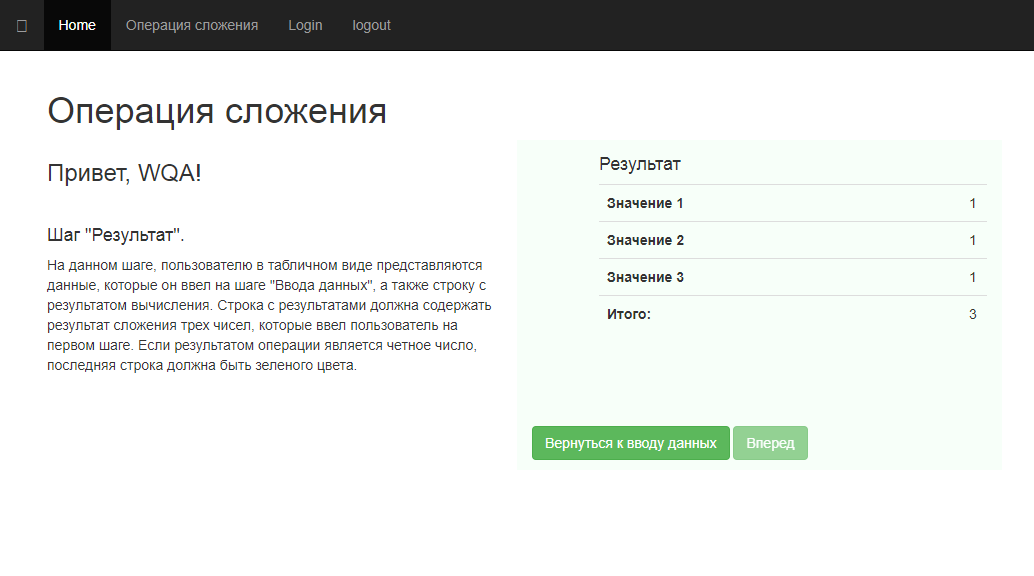 Home Операция сложения Login logout
Операция сложения
Привет, WQA!
Шаг "Результат".
На данном шаге, пользователю в табличном виде представляются
данные, которые он ввел на шаге "Ввода данных", а также строку с
результатом вычисления. Строка с результатами должна содержать
результат сложения трех чисел, которые ввел пользователь на
первом шаге. Если результатом операции является четное число,
последняя строка должна быть зеленого цвета.
Результат
Значение 1 1
Значение 2 1
Значение 3 1
Итого: 3
Вернуться к вводу данных Вперед